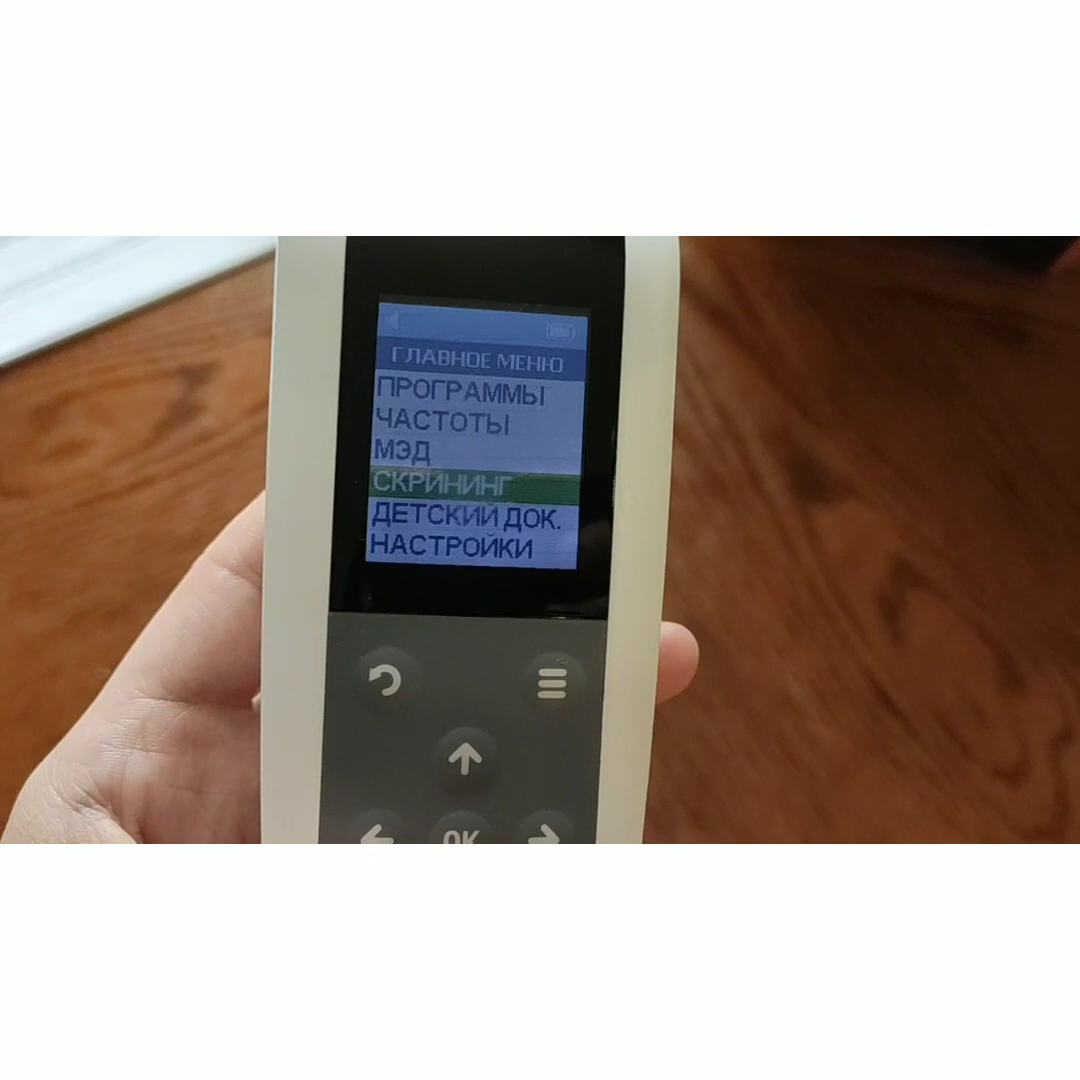 ГЛАВНОЕ МЕНЮ
ПРОГРАММЫ
ЧАСТОТЫ
МЭД
СКРИНИНГ
ДЕТСКИЙ ДОК.
НАСТРОЙКИ
OK